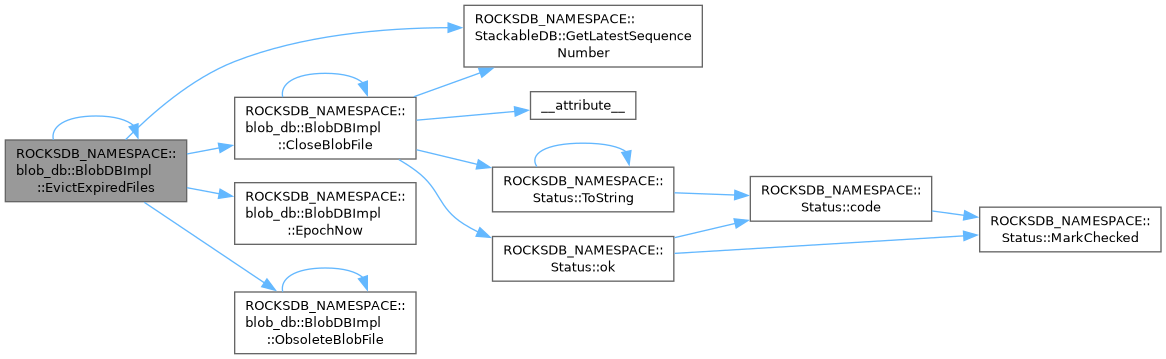 ROCKSDB_NAMESPACE::
blob_db::BlobDBImpl
::EvictExpiredFiles
ROCKSDB_NAMESPACE::
StackableDB::GetLatestSequence
Number
ROCKSDB_NAMESPACE::
blob_db::BlobDBImpl
::CloseBlobFile
__attribute__
ROCKSDB_NAMESPACE::
Status::ToString
ROCKSDB_NAMESPACE::
Status::code
ROCKSDB_NAMESPACE::
Status::MarkChecked
ROCKSDB_NAMESPACE::
Status::ok
ROCKSDB_NAMESPACE::
blob_db::BlobDBImpl
::EpochNow
ROCKSDB_NAMESPACE::
blob_db::BlobDBImpl
::ObsoleteBlobFile